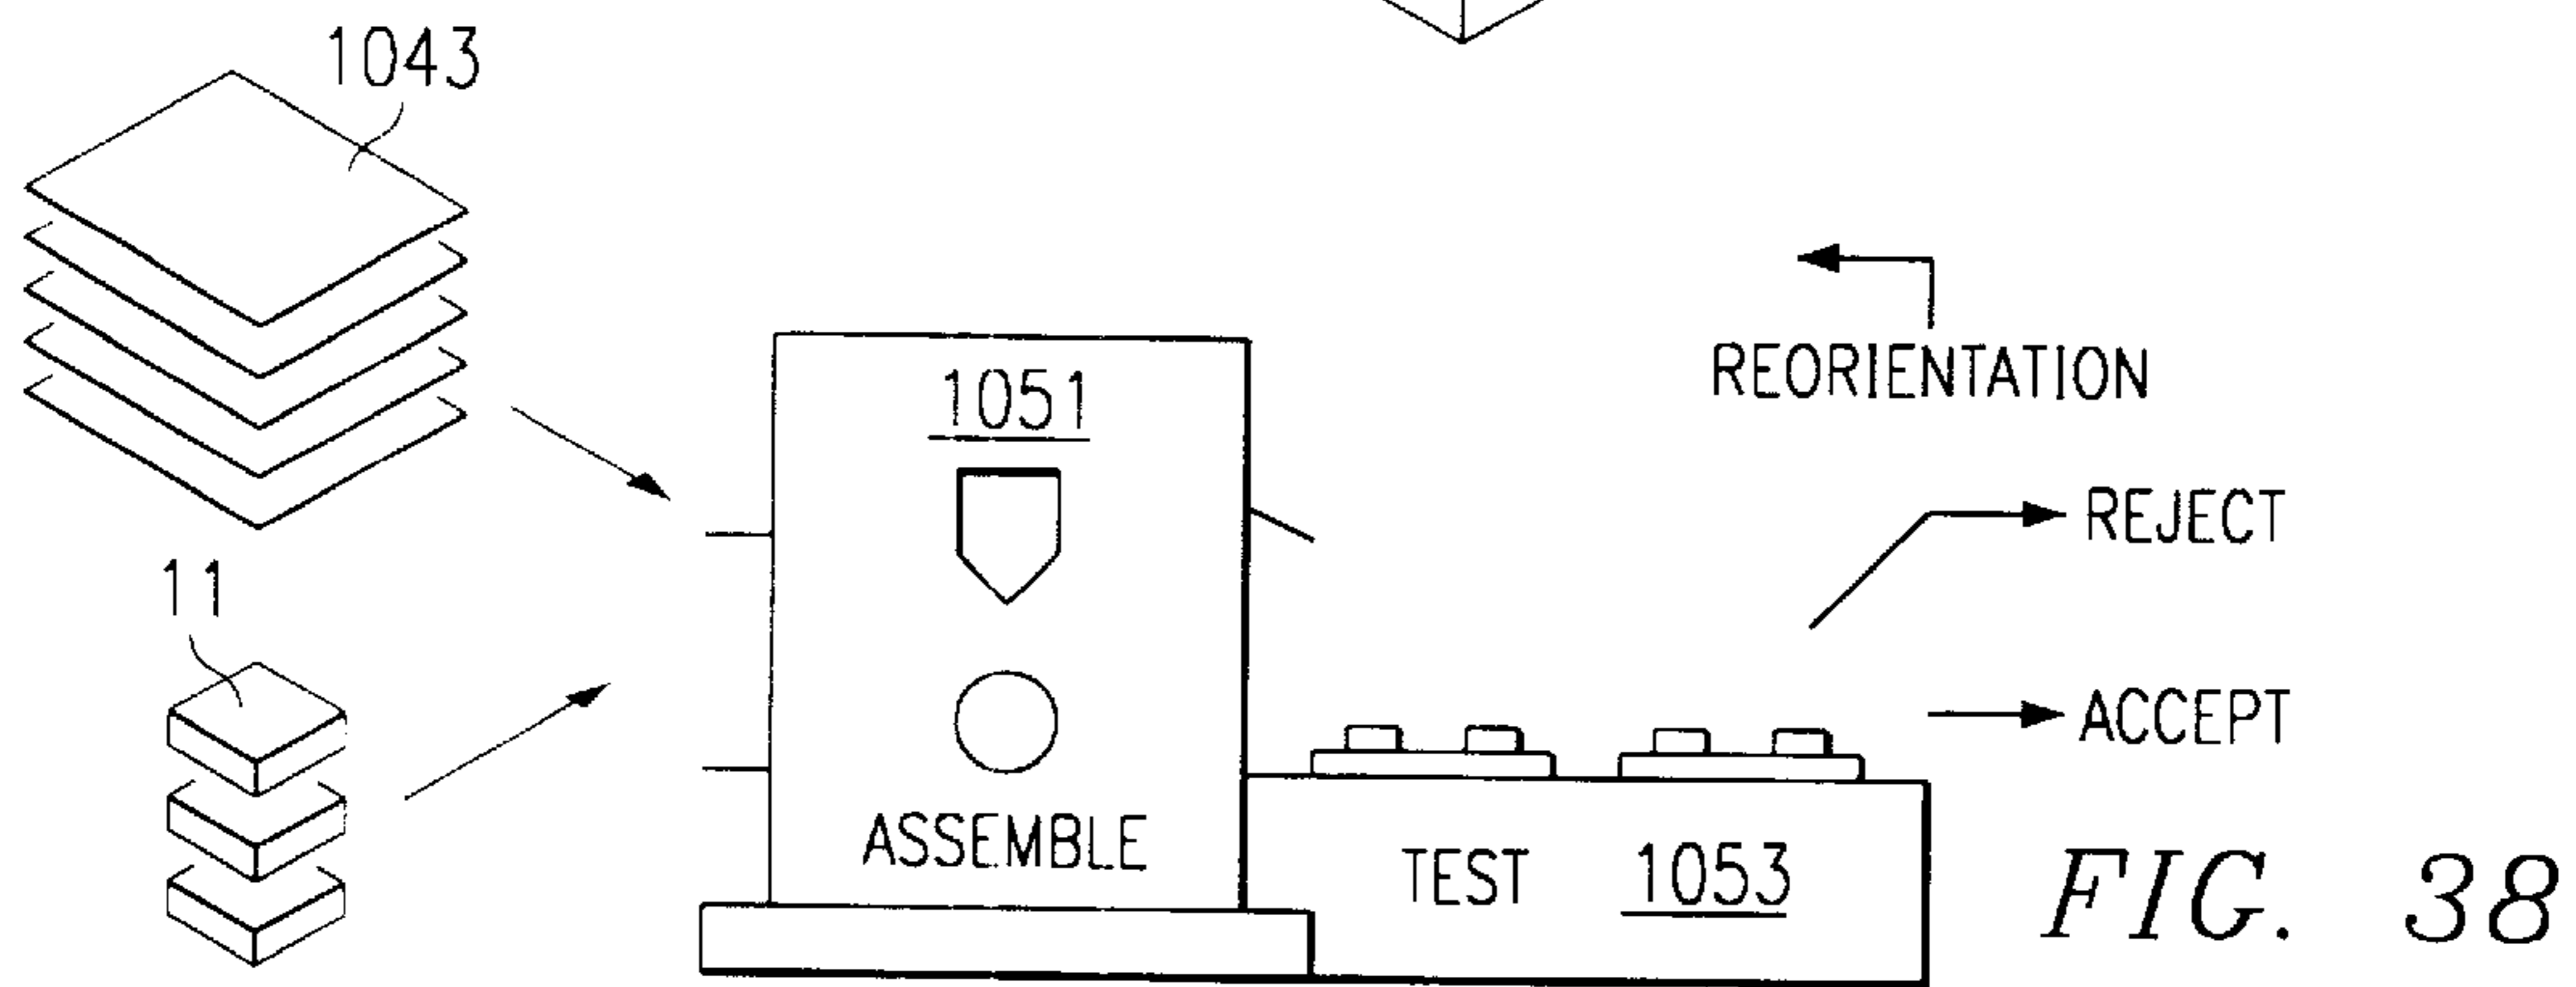 1043
1051
REORIENTATION
REJECT
11
ACCEPT
ASSEMBLE
TEST 1053
FIG. 38